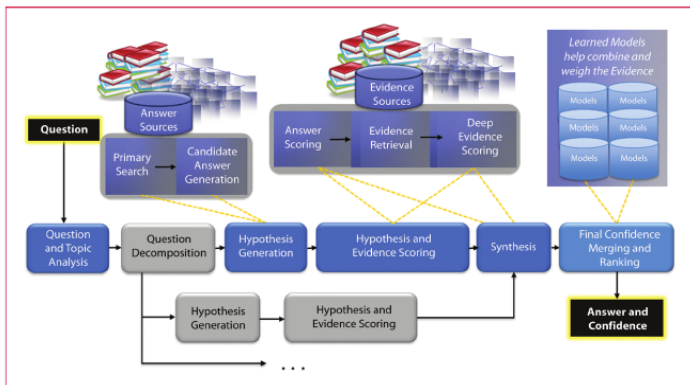 Learned Models
help combine and
weigh the Evidence
Evidence
Sources
Answer
Sources
Models
Models
Models
Models
Models
Models
Question
Answer
Scoring
Evidence
Retrieval
Deep
Evidence
Scoring
Primary
Search
Candidate
Answer
Generation
Question
and Topic
Analysis
Question
Decomposition
Hypothesis
Generation
Hypothesis and
Evidence Scoring
Synthesis
Final Confidence
Merging and
Ranking
Hypothesis
Generation
Hypothesis and
Evidence Scoring
Answer and
Confidence
. . .